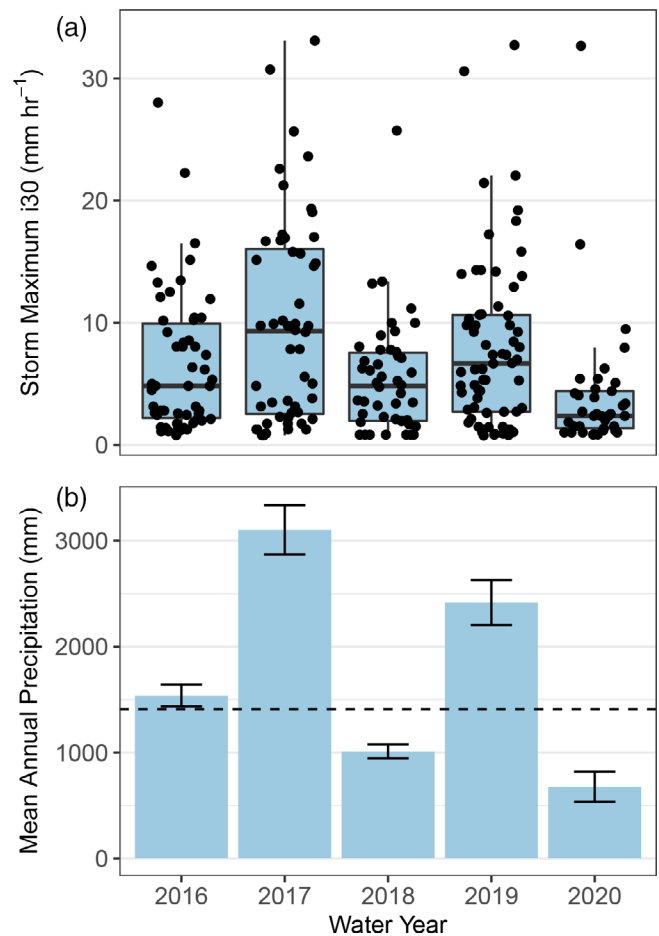 (a)
Storm Maximum i30 (mm hr⁻¹)
30
20
10
0
(b)
Mean Annual Precipitation (mm)
3000
2000
1000
0
2016 2017 2018 2019 2020
Water Year